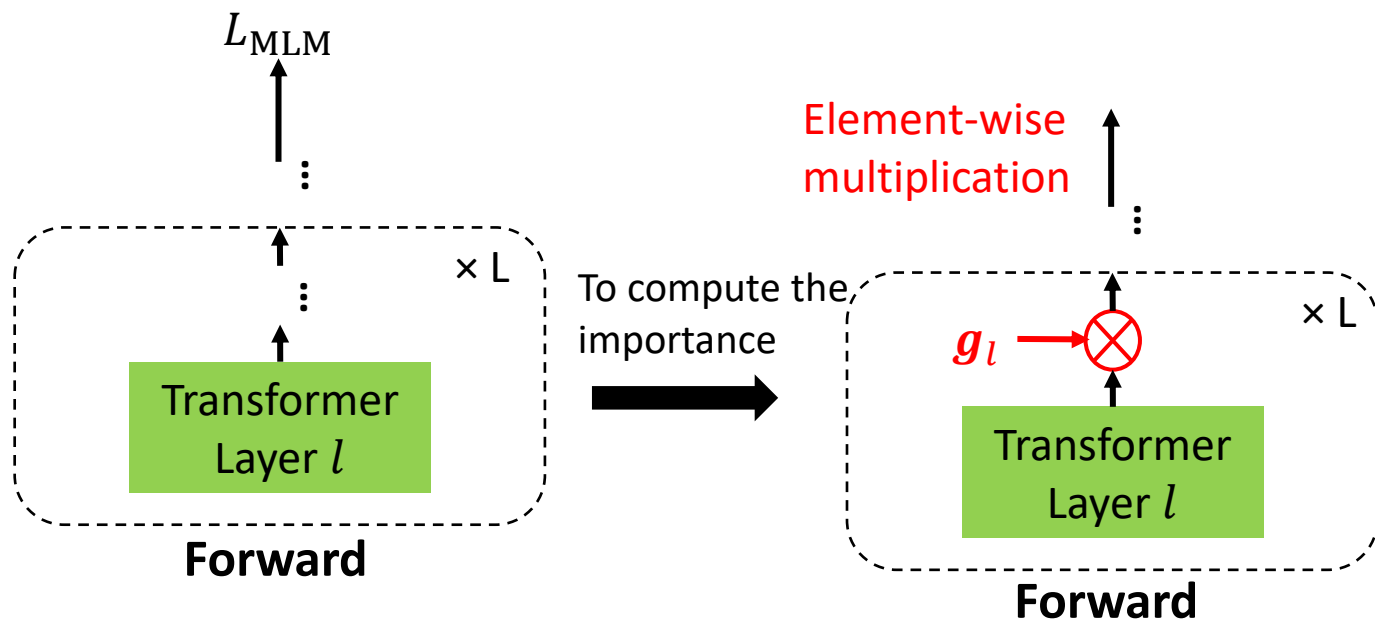 L_MLM
⋮
× L
⋮
Transformer
Layer l
Forward
To compute the
importance
Element-wise
multiplication
⋮
× L
g_l
Transformer
Layer l
Forward